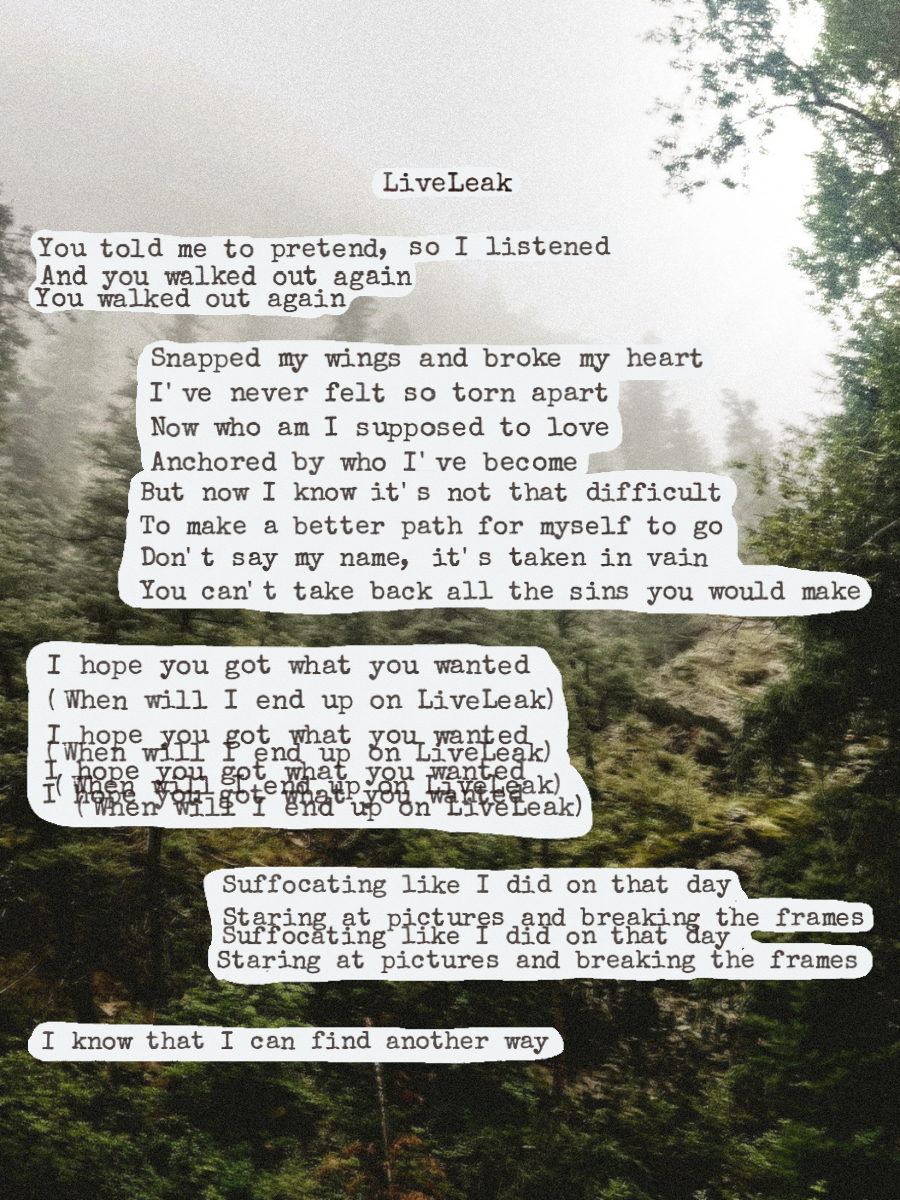 LiveLeak
You told me to pretend, so I listened
And you walked out again
You walked out again
Snapped my wings and broke my heart
I've never felt so torn apart
Now who am I supposed to love
Anchored by who I've become
But now I know it's not that difficult
To make a better path for myself to go
Don't say my name, it's taken in vain
You can't take back all the sins you would make
I hope you got what you wanted
(When will I end up on LiveLeak)
I hope you got what you wanted
(When will I end up on LiveLeak)
I hope you got what you wanted
(When will I end up on LiveLeak)
I hope you got what you wanted
(When will I end up on LiveLeak)
Suffocating like I did on that day
Staring at pictures and breaking the frames
Suffocating like I did on that day
Staring at pictures and breaking the frames
I know that I can find another way